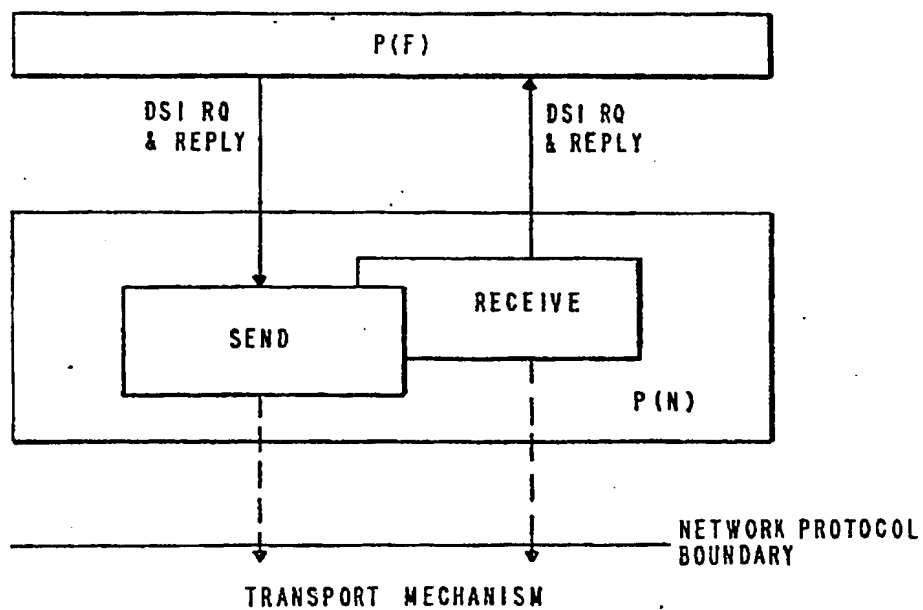 P(F)
DSI RQ
& REPLY
DSI RQ
& REPLY
RECEIVE
SEND
P(N)
NETWORK PROTOCOL
BOUNDARY
TRANSPORT MECHANISM